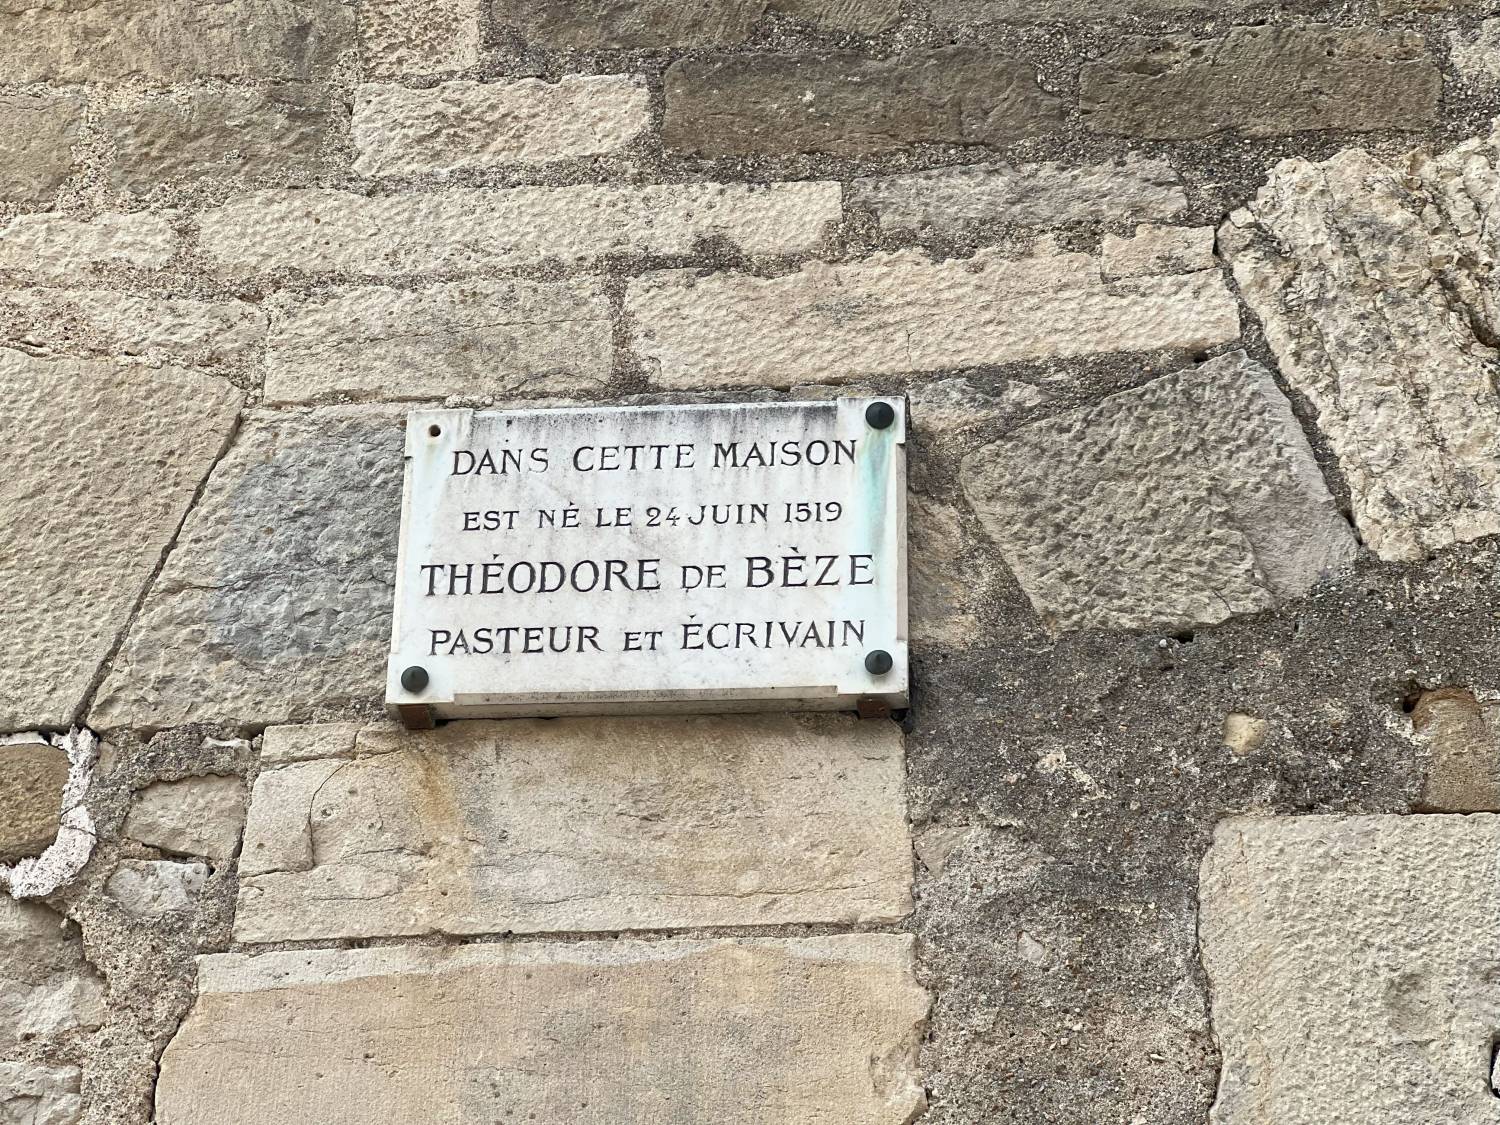 DANS CETTE MAISON
EST NÉ LE 24 JUIN 1519
THÉODORE DE BÈZE
PASTEUR ET ÉCRIVAIN